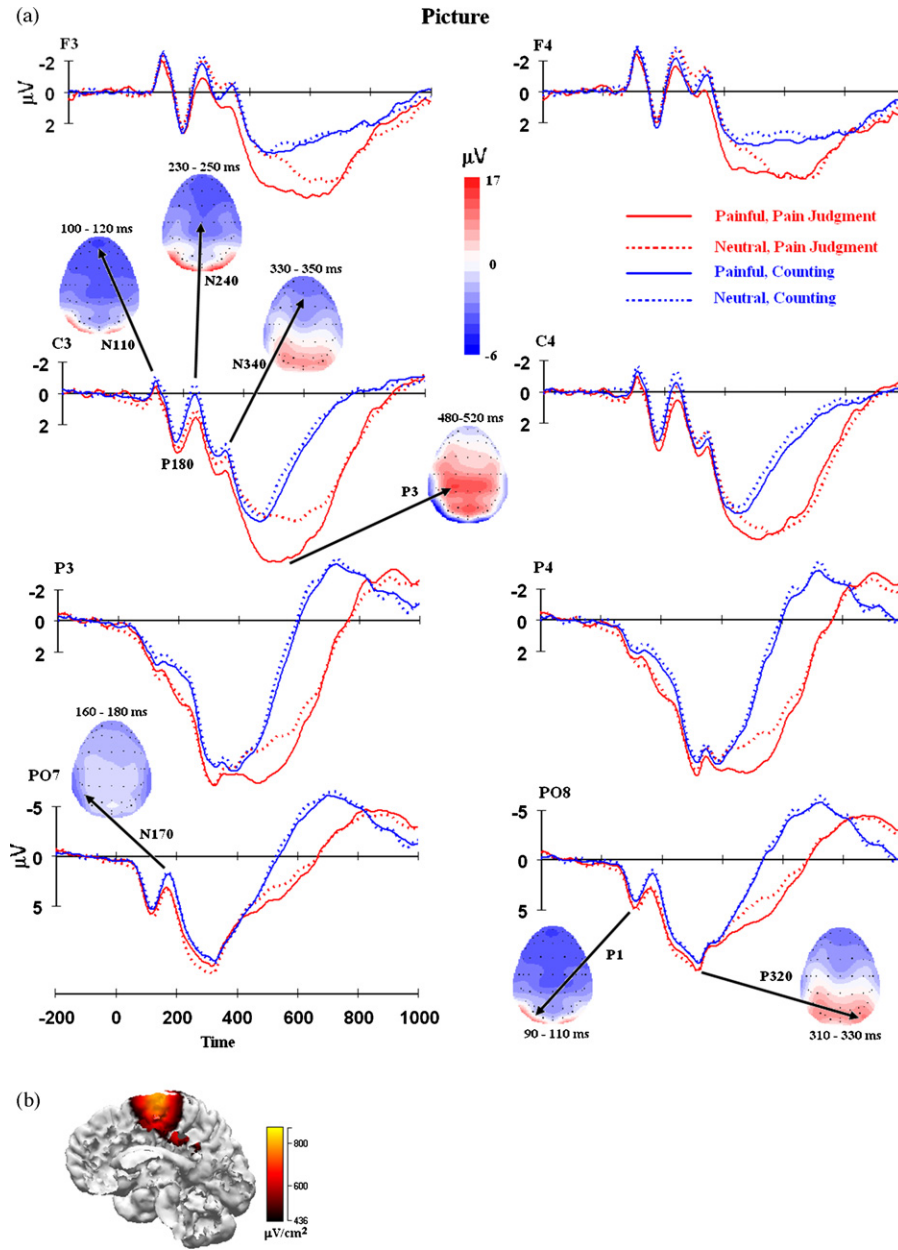 (a)
Picture
F3
F4
-2
0
2
μV
-2
0
2
230 - 250 ms
μV
17
0
-6
Painful, Pain Judgment
Neutral, Pain Judgment
Painful, Counting
Neutral, Counting
100 - 120 ms
N240
330 - 350 ms
C3
N110
N340
C4
-2
0
2
-2
0
2
480-520 ms
P180
P3
P3
P4
-2
0
2
-2
0
2
160 - 180 ms
PO7
PO8
N170
-5
0
5
μV
-5
0
5
P1
P320
90 - 110 ms
310 - 330 ms
-200 0 200 400 600 800 1000
Time
(b)
800
600
436
μV/cm²